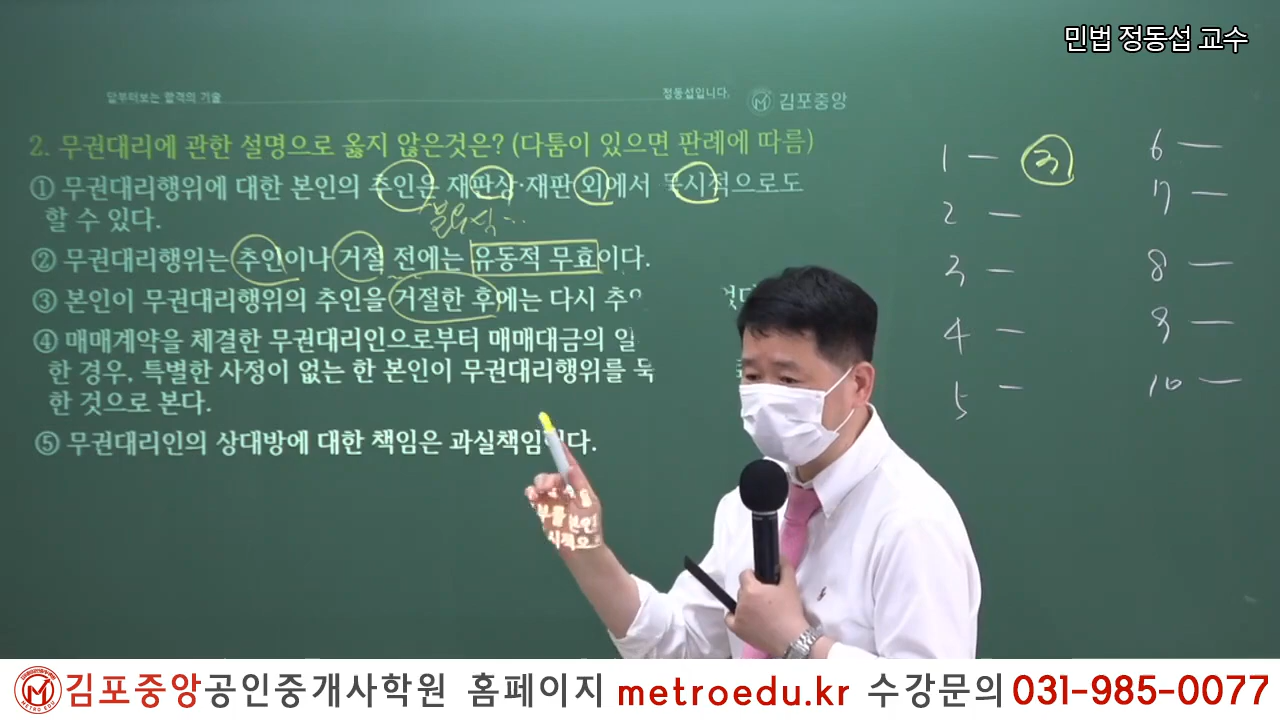 민법 정동섭 교수
답부터보는 합격의 기술
정동섭입니다.
김포중앙
2. 무권대리에 관한 설명으로 옳지 않은것은? (다툼이 있으면 판례에 따름)
① 무권대리행위에 대한 본인의 추인은 재판상·재판 외에서 묵시적으로도
할 수 있다.
② 무권대리행위는 추인이나 거절 전에는 유동적 무효이다.
③ 본인이 무권대리행위의 추인을 거절한 후에는 다시
④ 매매계약을 체결한 무권대리인으로부터 매매대금의
한 경우, 특별한 사정이 없는 한 본인이 무권대리행위를
한 것으로 본다.
⑤ 무권대리인의 상대방에 대한 책임은 과실책임이다.
1 —
2 —
3 —
4 —
5 —
6 —
7 —
8 —
9 —
10 —
김포중앙공인중개사학원 홈페이지 metroedu.kr 수강문의 031-985-0077
METRO EDU